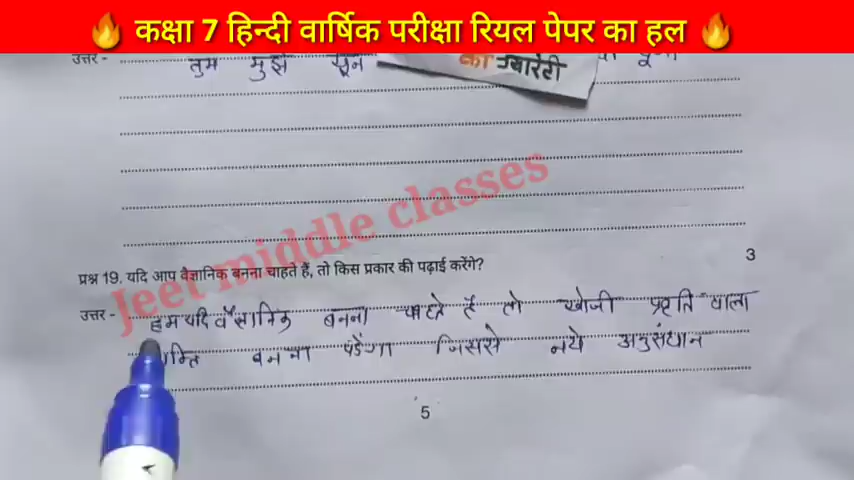 🔥 कक्षा 7 हिन्दी वार्षिक परीक्षा रियल पेपर का हल 🔥
उत्तर - तुम मुझे खून
का ग्वारेटी
Jeet middle classes
3
प्रश्न 19. यदि आप वैज्ञानिक बनना चाहते हैं, तो किस प्रकार की पढ़ाई करेंगे?
उत्तर - हम यदि वैज्ञानिक बनना चाहते हैं तो खोजी प्रवृति वाला
बनना पडेंगा जिससे नये अनुसंधान
5